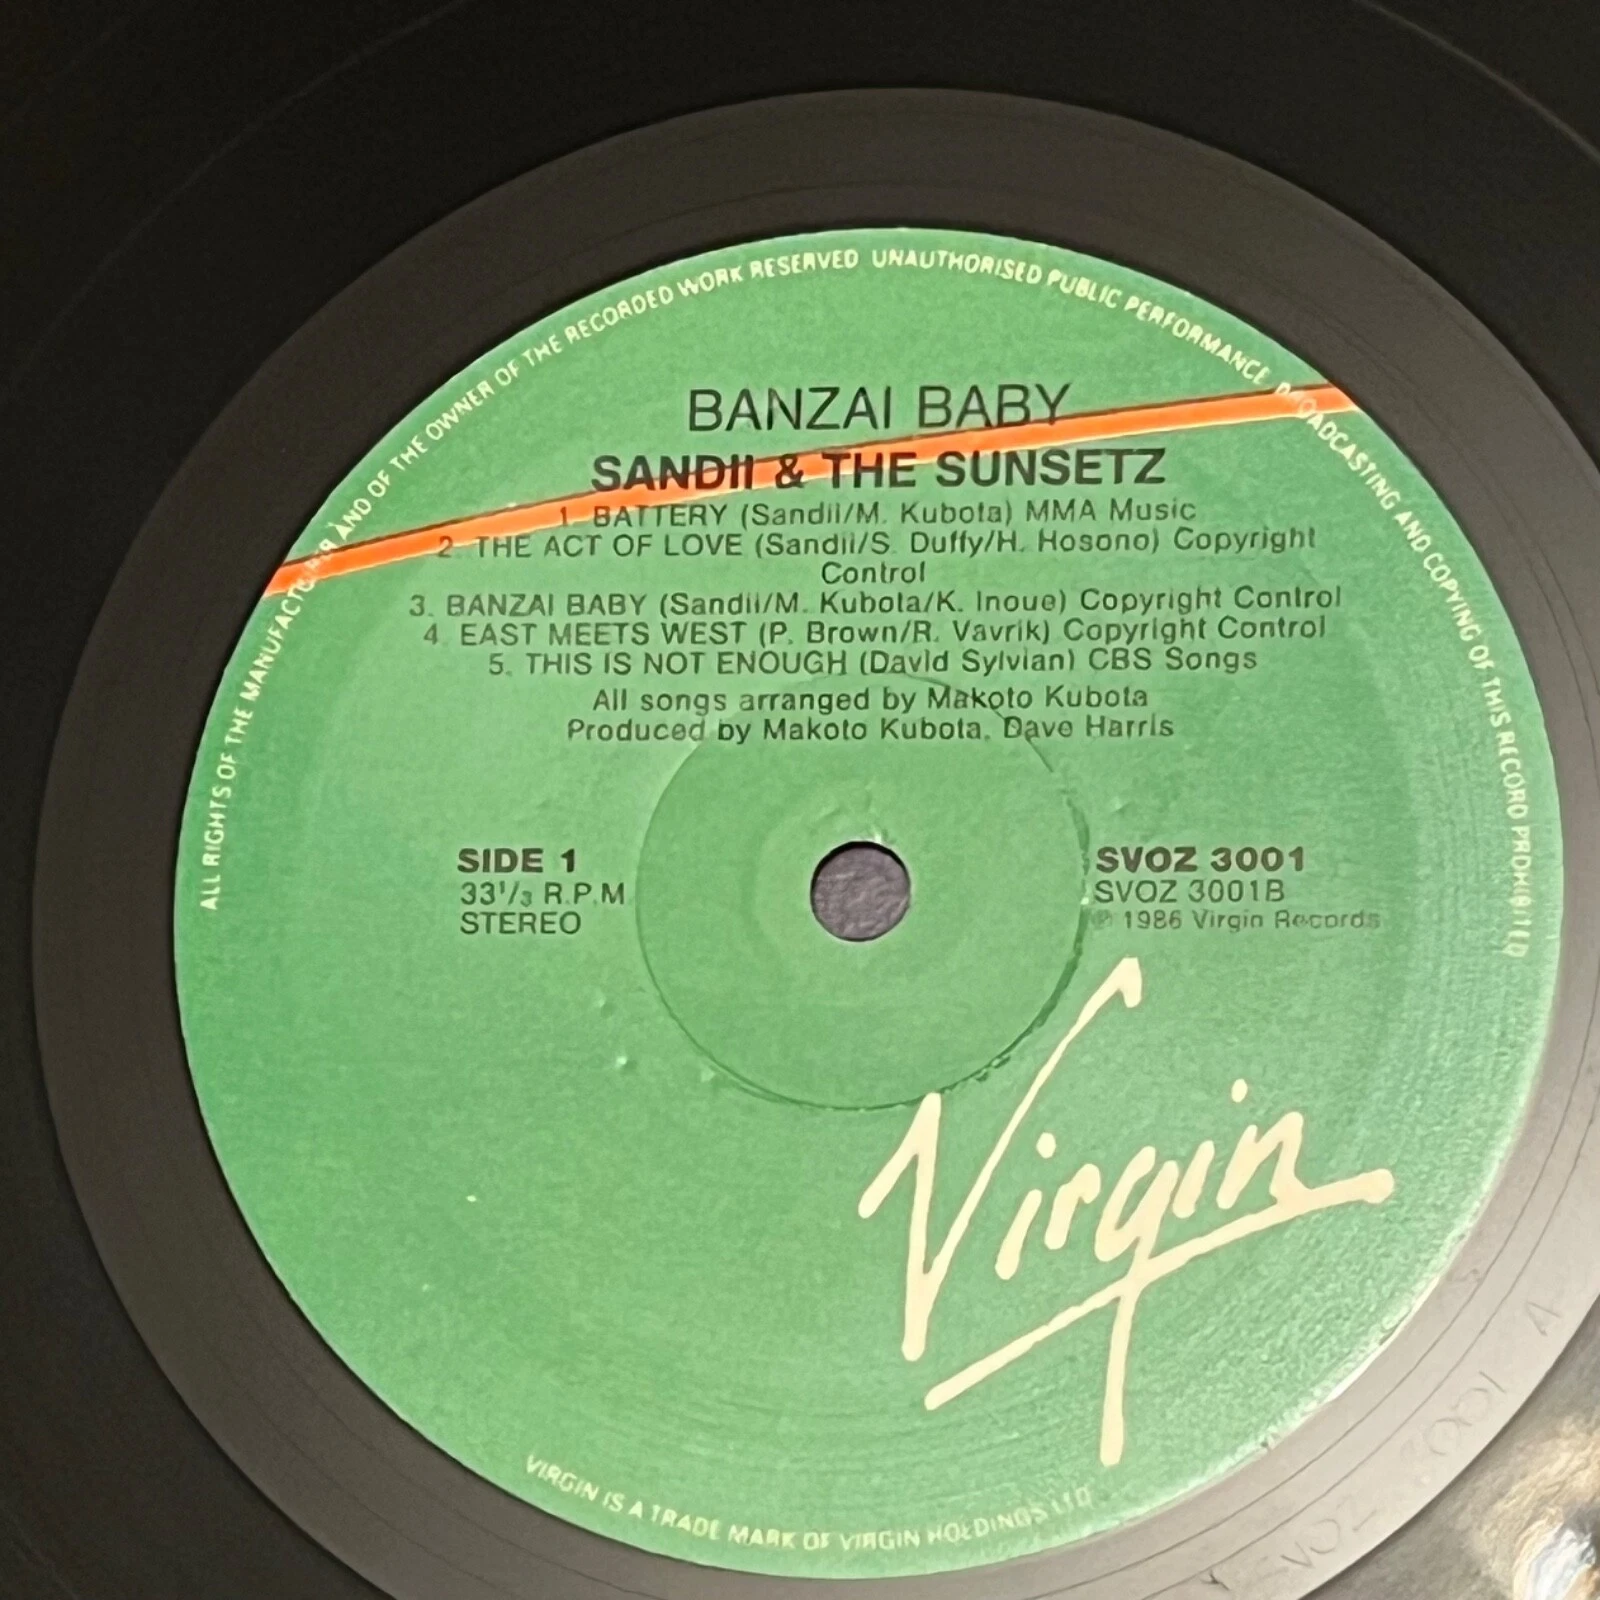 ALL RIGHTS OF THE MANUFACTURER AND OF THE OWNER OF THE RECORDED WORK RESERVED UNAUTHORISED PUBLIC PERFORMANCE BROADCASTING AND COPYING OF THIS RECORD PROHIBITED
BANZAI BABY
SANDII & THE SUNSETZ
1. BATTERY (Sandii/M. Kubota) MMA Music
2. THE ACT OF LOVE (Sandii/S. Duffy/H. Hosono) Copyright
Control
3. BANZAI BABY (Sandii/M. Kubota/K. Inoue) Copyright Control
4. EAST MEETS WEST (P. Brown/R. Vavrik) Copyright Control
5. THIS IS NOT ENOUGH (David Sylvian) CBS Songs
All songs arranged by Makoto Kubota
Produced by Makoto Kubota, Dave Harris
SIDE 1
33 1/3 R.P.M
STEREO
SVOZ 3001
SVOZ 3001B
℗ 1986 Virgin Records
Virgin
VIRGIN IS A TRADE MARK OF VIRGIN HOLDINGS LTD
SVOZ 3001 A